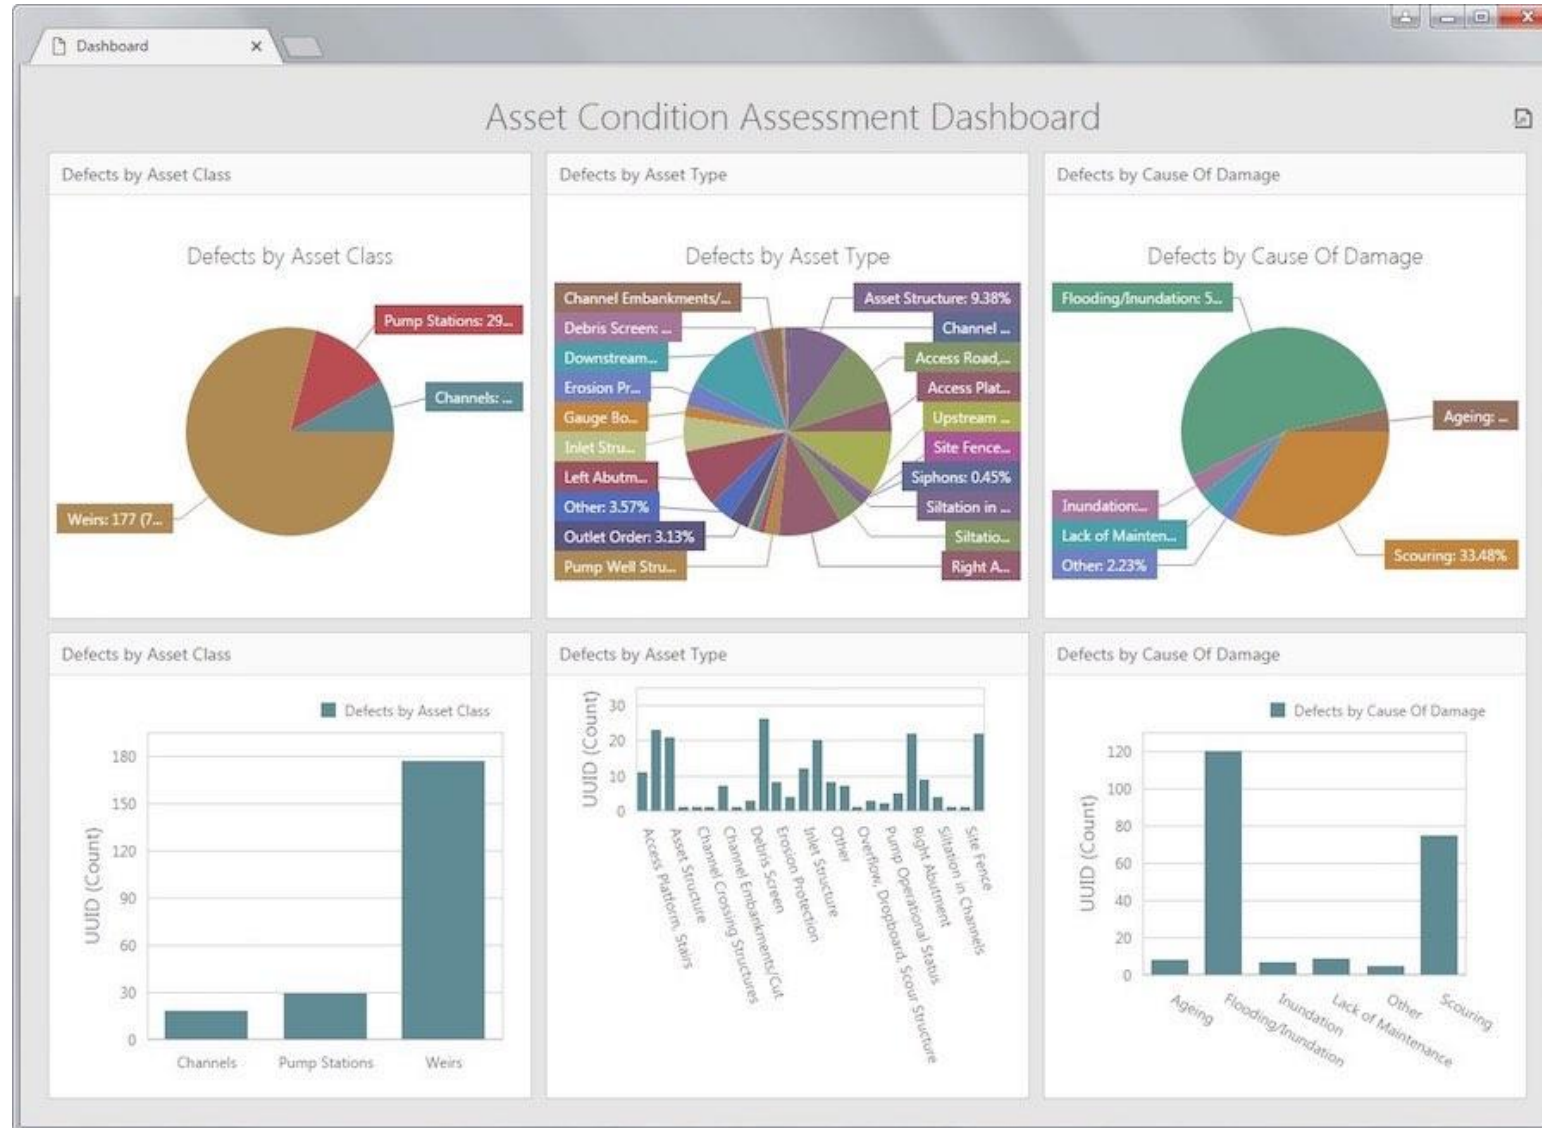 Dashboard
Asset Condition Assessment Dashboard
Defects by Asset Class
Defects by Asset Class
Pump Stations: 29...
Channels: ...
Weirs: 177 (7...
Defects by Asset Type
Defects by Asset Type
Channel Embankments/...
Debris Screen: ...
Downstream...
Erosion Pr...
Gauge Bo...
Inlet Stru...
Left Abutm...
Other: 3.57%
Outlet Order: 3.13%
Pump Well Stru...
Asset Structure: 9.38%
Channel ...
Access Road,...
Access Plat...
Upstream ...
Site Fence...
Siphons: 0.45%
Siltation in ...
Siltatio...
Right A...
Defects by Cause Of Damage
Defects by Cause Of Damage
Flooding/Inundation: 5...
Ageing: ...
Inundation:...
Lack of Mainten...
Other: 2.23%
Scouring: 33.48%
Defects by Asset Class
Defects by Asset Class
UUID (Count)
180
150
120
90
60
30
0
Channels
Pump Stations
Weirs
Defects by Asset Type
UUID (Count)
30
20
10
0
Access Platform, Stairs
Asset Structure
Channel Crossing Structures
Channel Embankments/Cut
Debris Screen
Erosion Protection
Inlet Structure
Other
Overflow, Dropboard, Scour Structure
Pump Operational Status
Right Abutment
Siltation in Channels
Site Fence
Defects by Cause Of Damage
Defects by Cause Of Damage
UUID (Count)
120
100
80
60
40
20
0
Ageing
Flooding/Inundation
Inundation
Lack of Maintenance
Other
Scouring